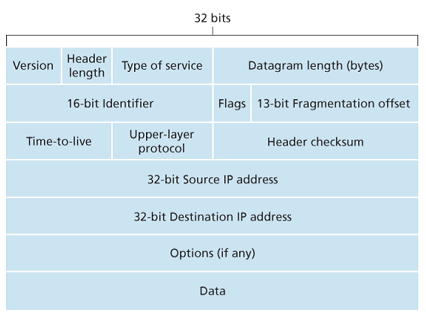 32 bits
Version
Header
length
Type of service
Datagram length (bytes)
16-bit Identifier
Flags
13-bit Fragmentation offset
Time-to-live
Upper-layer
protocol
Header checksum
32-bit Source IP address
32-bit Destination IP address
Options (if any)
Data